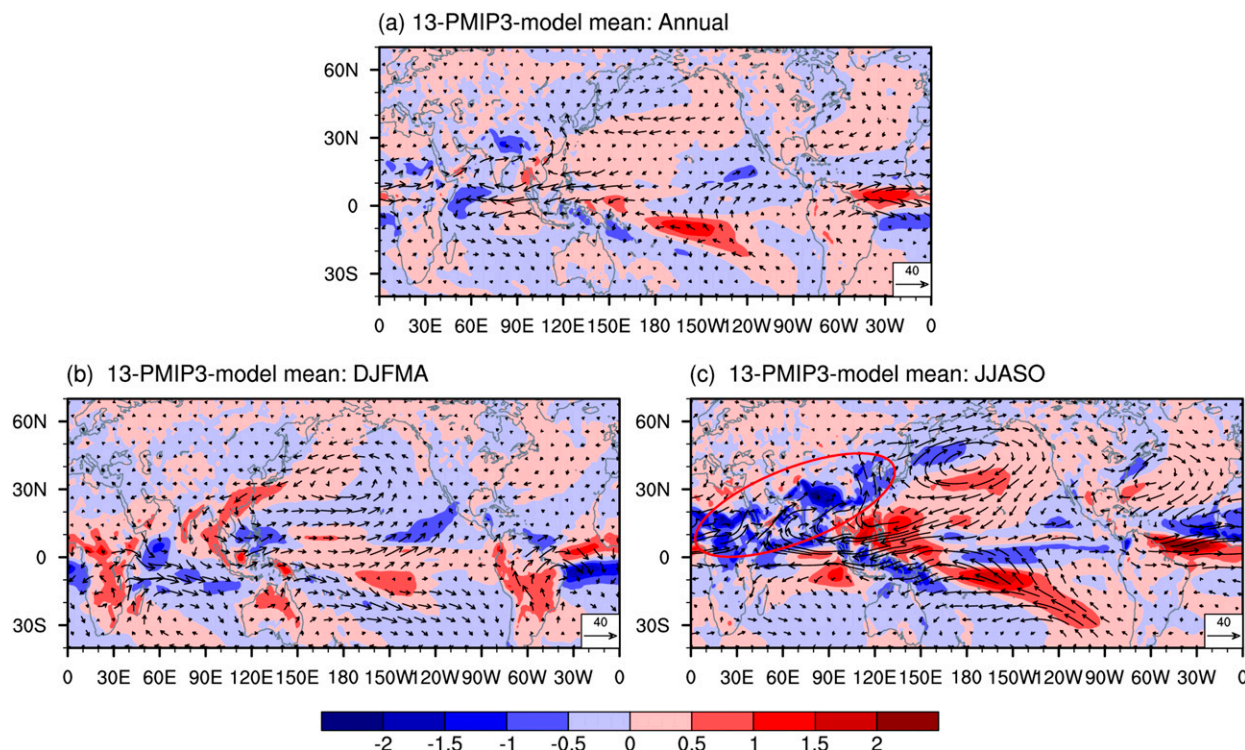 (a) 13-PMIP3-model mean: Annual
60N
30N
0
30S
40
0 30E 60E 90E 120E 150E 180 150W 120W 90W 60W 30W 0
(b) 13-PMIP3-model mean: DJFMA
60N
30N
0
30S
40
0 30E 60E 90E 120E 150E 180 150W 120W 90W 60W 30W 0
(c) 13-PMIP3-model mean: JJASO
60N
30N
0
30S
40
0 30E 60E 90E 120E 150E 180 150W 120W 90W 60W 30W 0
-2 -1.5 -1 -0.5 0 0.5 1 1.5 2